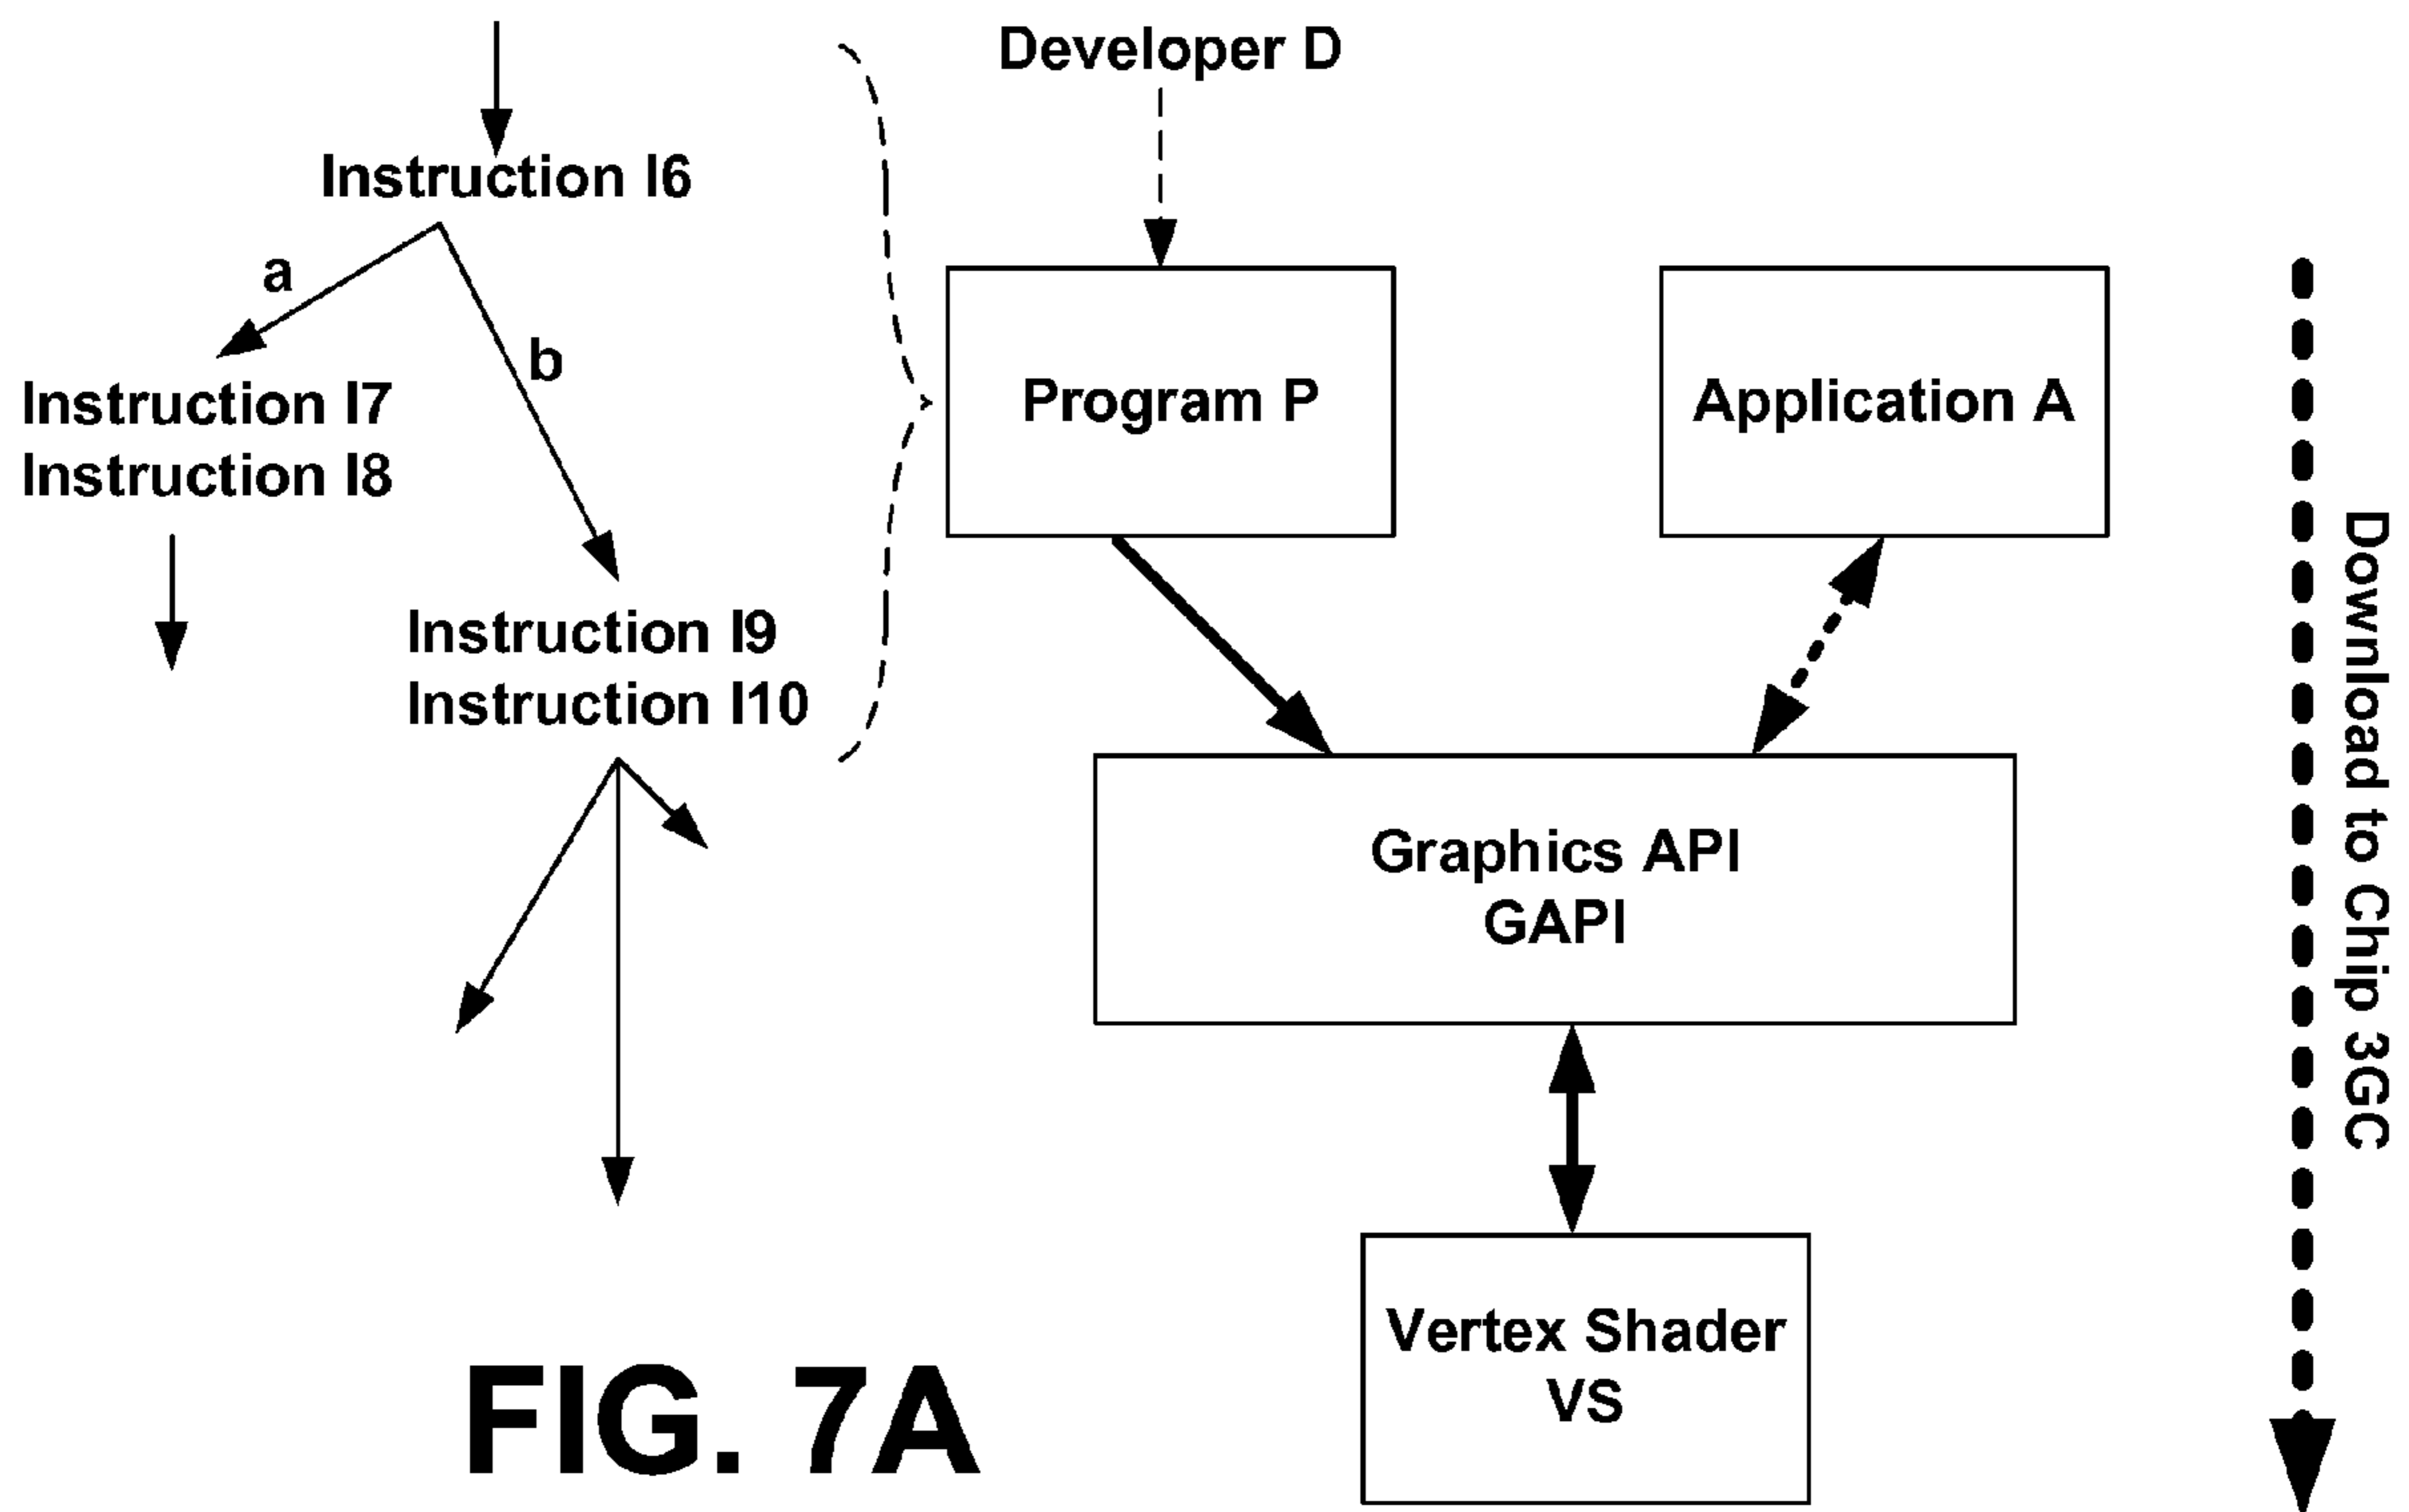 Developer D
Instruction I6
a
b
Instruction I7
Instruction I8
Program P
Application A
Instruction I9
Instruction I10
Graphics API
GAPI
Vertex Shader
VS
Download to Chip 3GC
FIG. 7A